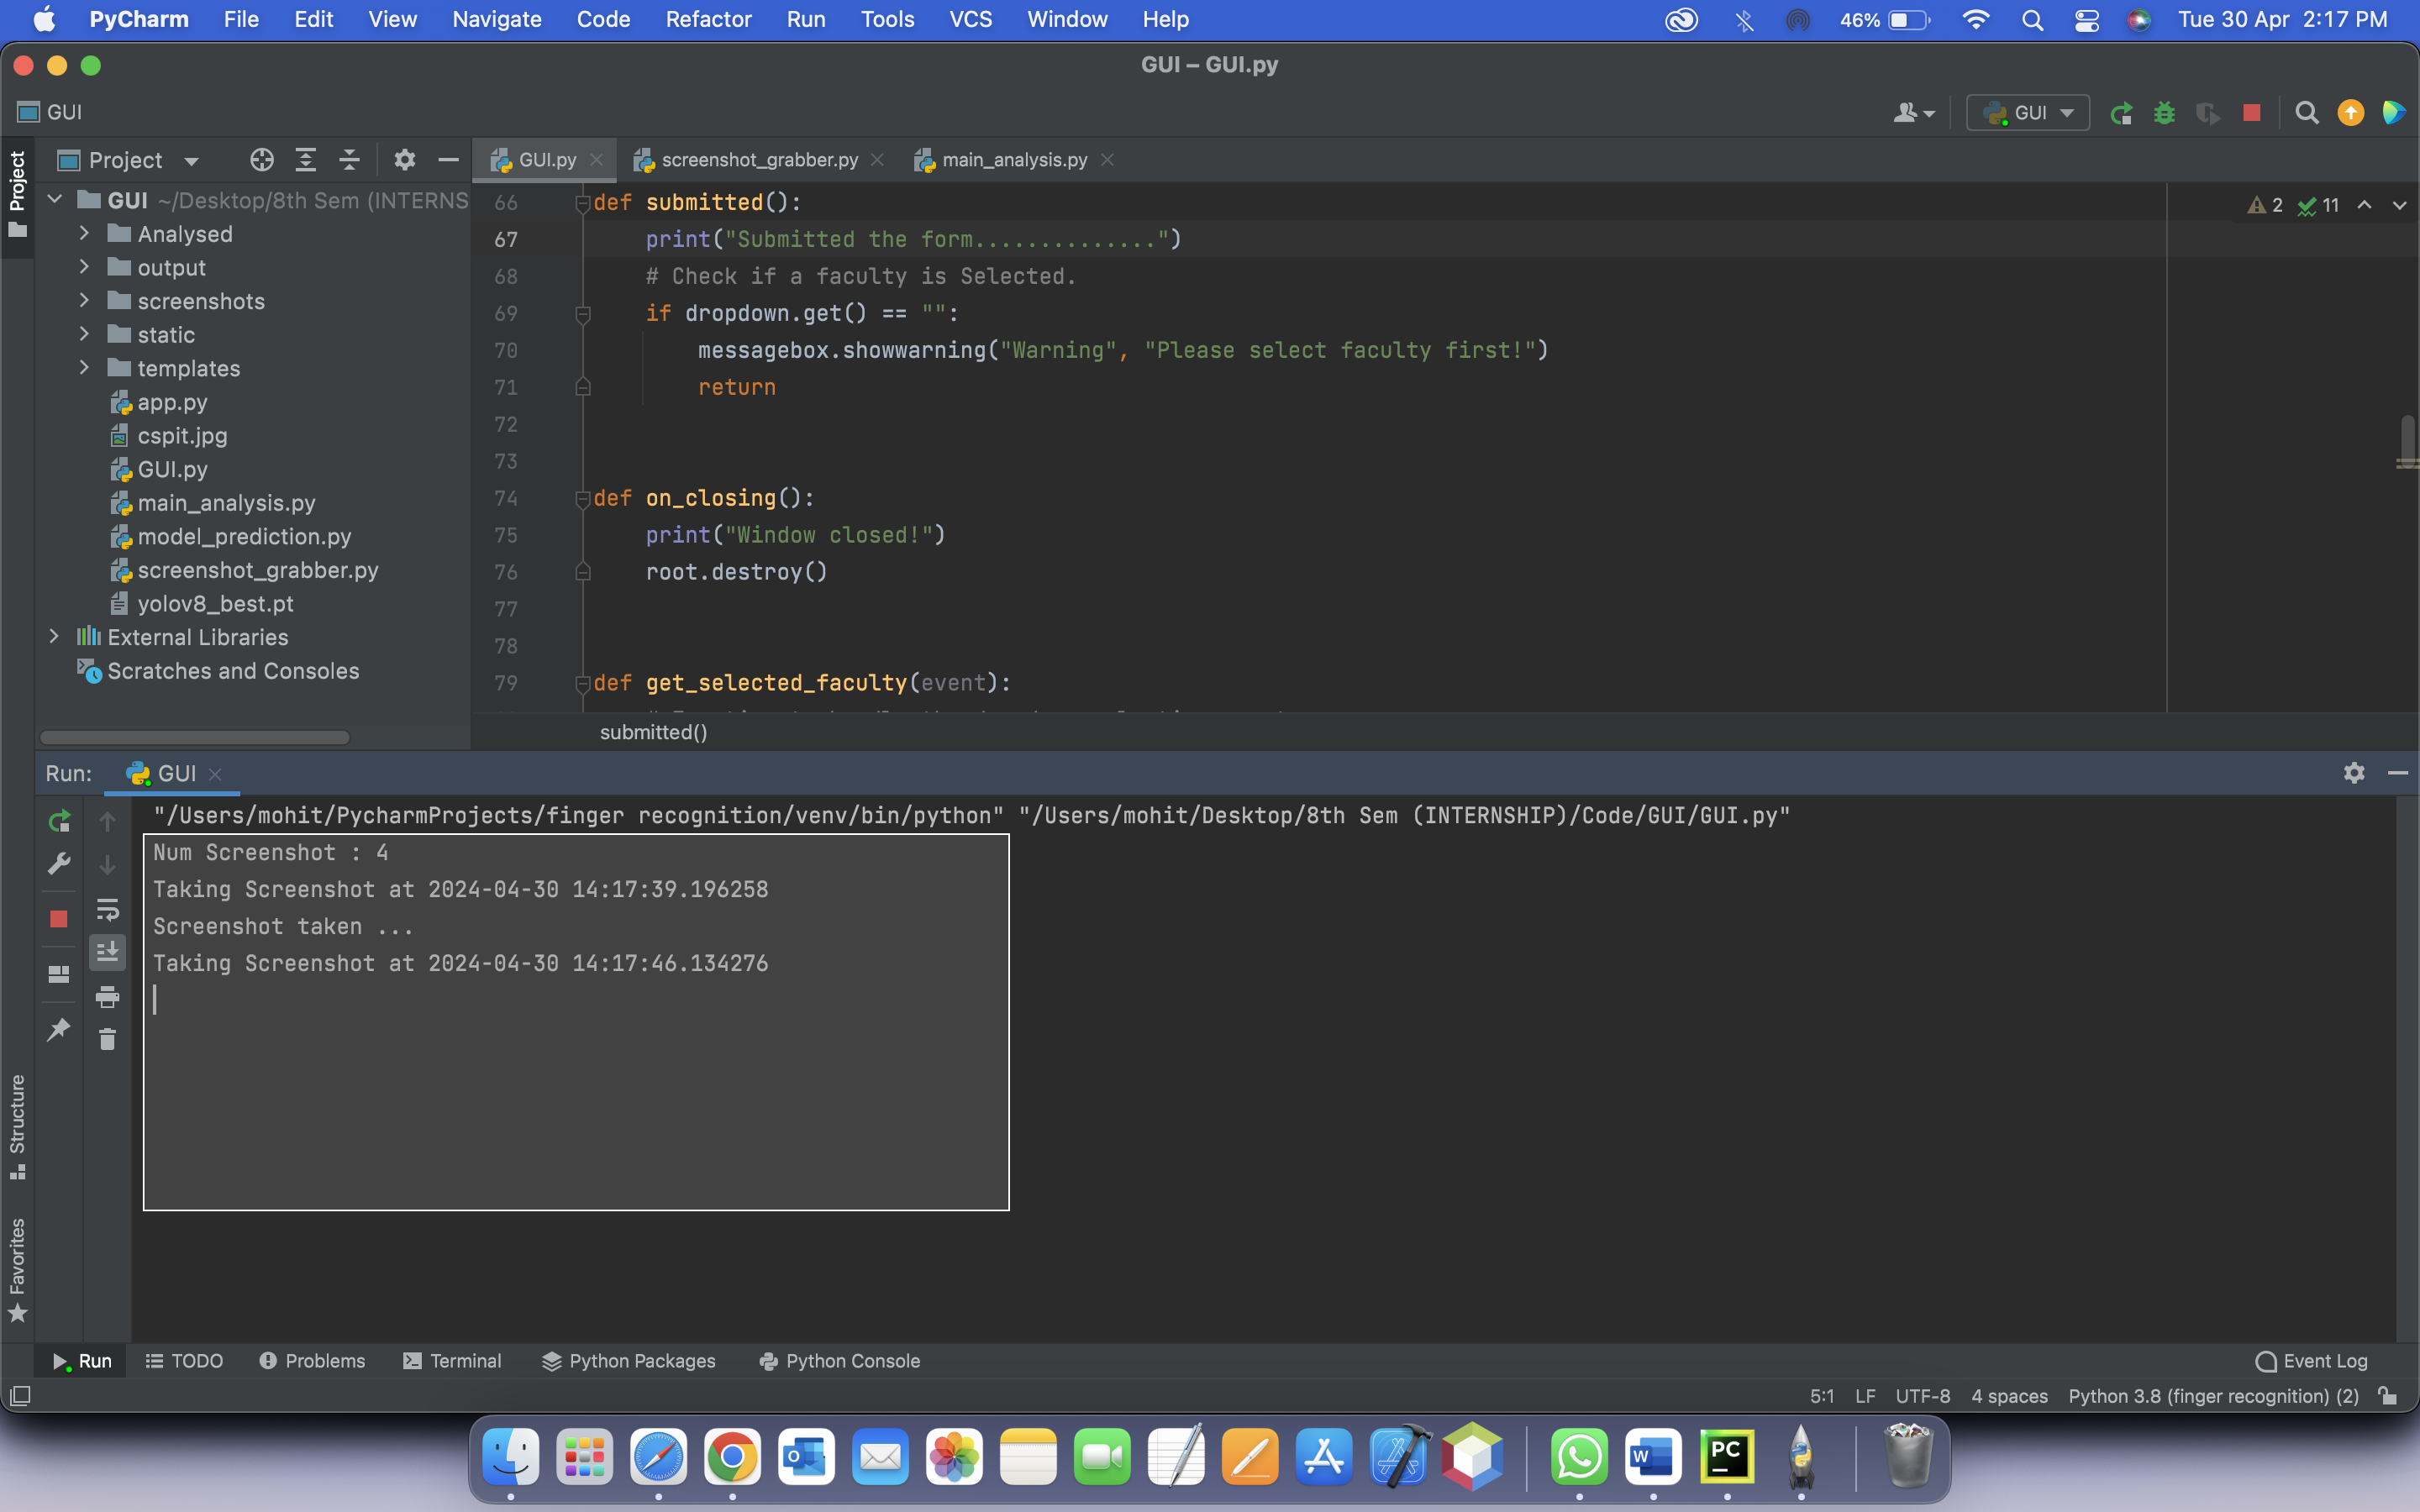 PyCharm File Edit View Navigate Code Refactor Run Tools VCS Window Help 46% Tue 30 Apr 2:17 PM
GUI – GUI.py
GUI GUI
Project GUI.py screenshot_grabber.py main_analysis.py
Project
GUI ~/Desktop/8th Sem (INTERNS
Analysed
output
screenshots
static
templates
app.py
cspit.jpg
GUI.py
main_analysis.py
model_prediction.py
screenshot_grabber.py
yolov8_best.pt
External Libraries
Scratches and Consoles
2 11
66 def submitted():
67 print("Submitted the form..............")
68 # Check if a faculty is Selected.
69 if dropdown.get() == "":
70 messagebox.showwarning("Warning", "Please select faculty first!")
71 return
72
73
74 def on_closing():
75 print("Window closed!")
76 root.destroy()
77
78
79 def get_selected_faculty(event):
submitted()
Run: GUI
"/Users/mohit/PycharmProjects/finger recognition/venv/bin/python" "/Users/mohit/Desktop/8th Sem (INTERNSHIP)/Code/GUI/GUI.py"
Num Screenshot : 4
Taking Screenshot at 2024-04-30 14:17:39.196258
Screenshot taken ...
Taking Screenshot at 2024-04-30 14:17:46.134276
Structure
Favorites
Run TODO Problems Terminal Python Packages Python Console Event Log
5:1 LF UTF-8 4 spaces Python 3.8 (finger recognition) (2)
PC